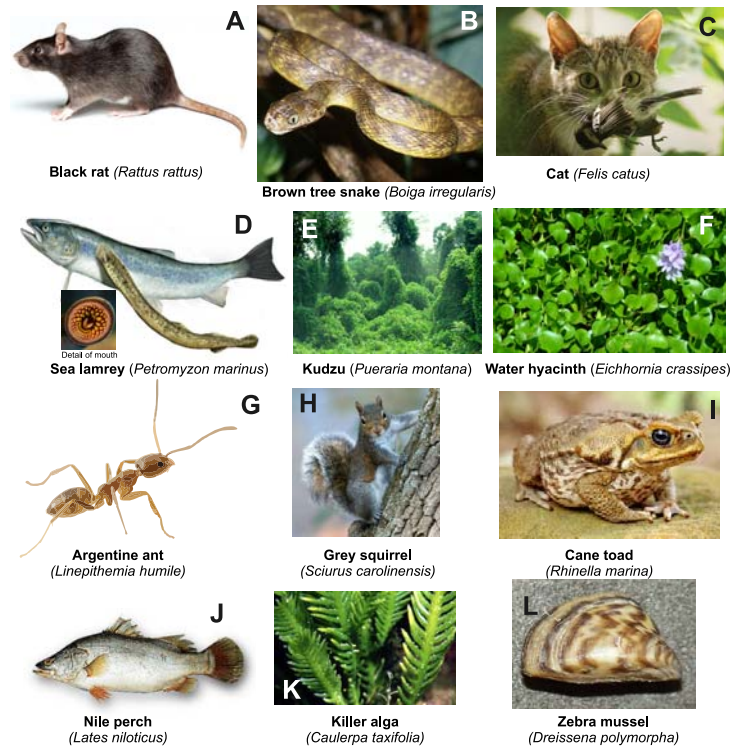 A
B
C
Black rat (Rattus rattus)
Brown tree snake (Boiga irregularis)
Cat (Felis catus)
D
E
F
Detail of mouth
Sea lamrey (Petromyzon marinus)
Kudzu (Pueraria montana)
Water hyacinth (Eichhornia crassipes)
G
H
I
Argentine ant
(Linepithemia humile)
Grey squirrel
(Sciurus carolinensis)
Cane toad
(Rhinella marina)
J
K
L
Nile perch
(Lates niloticus)
Killer alga
(Caulerpa taxifolia)
Zebra mussel
(Dreissena polymorpha)